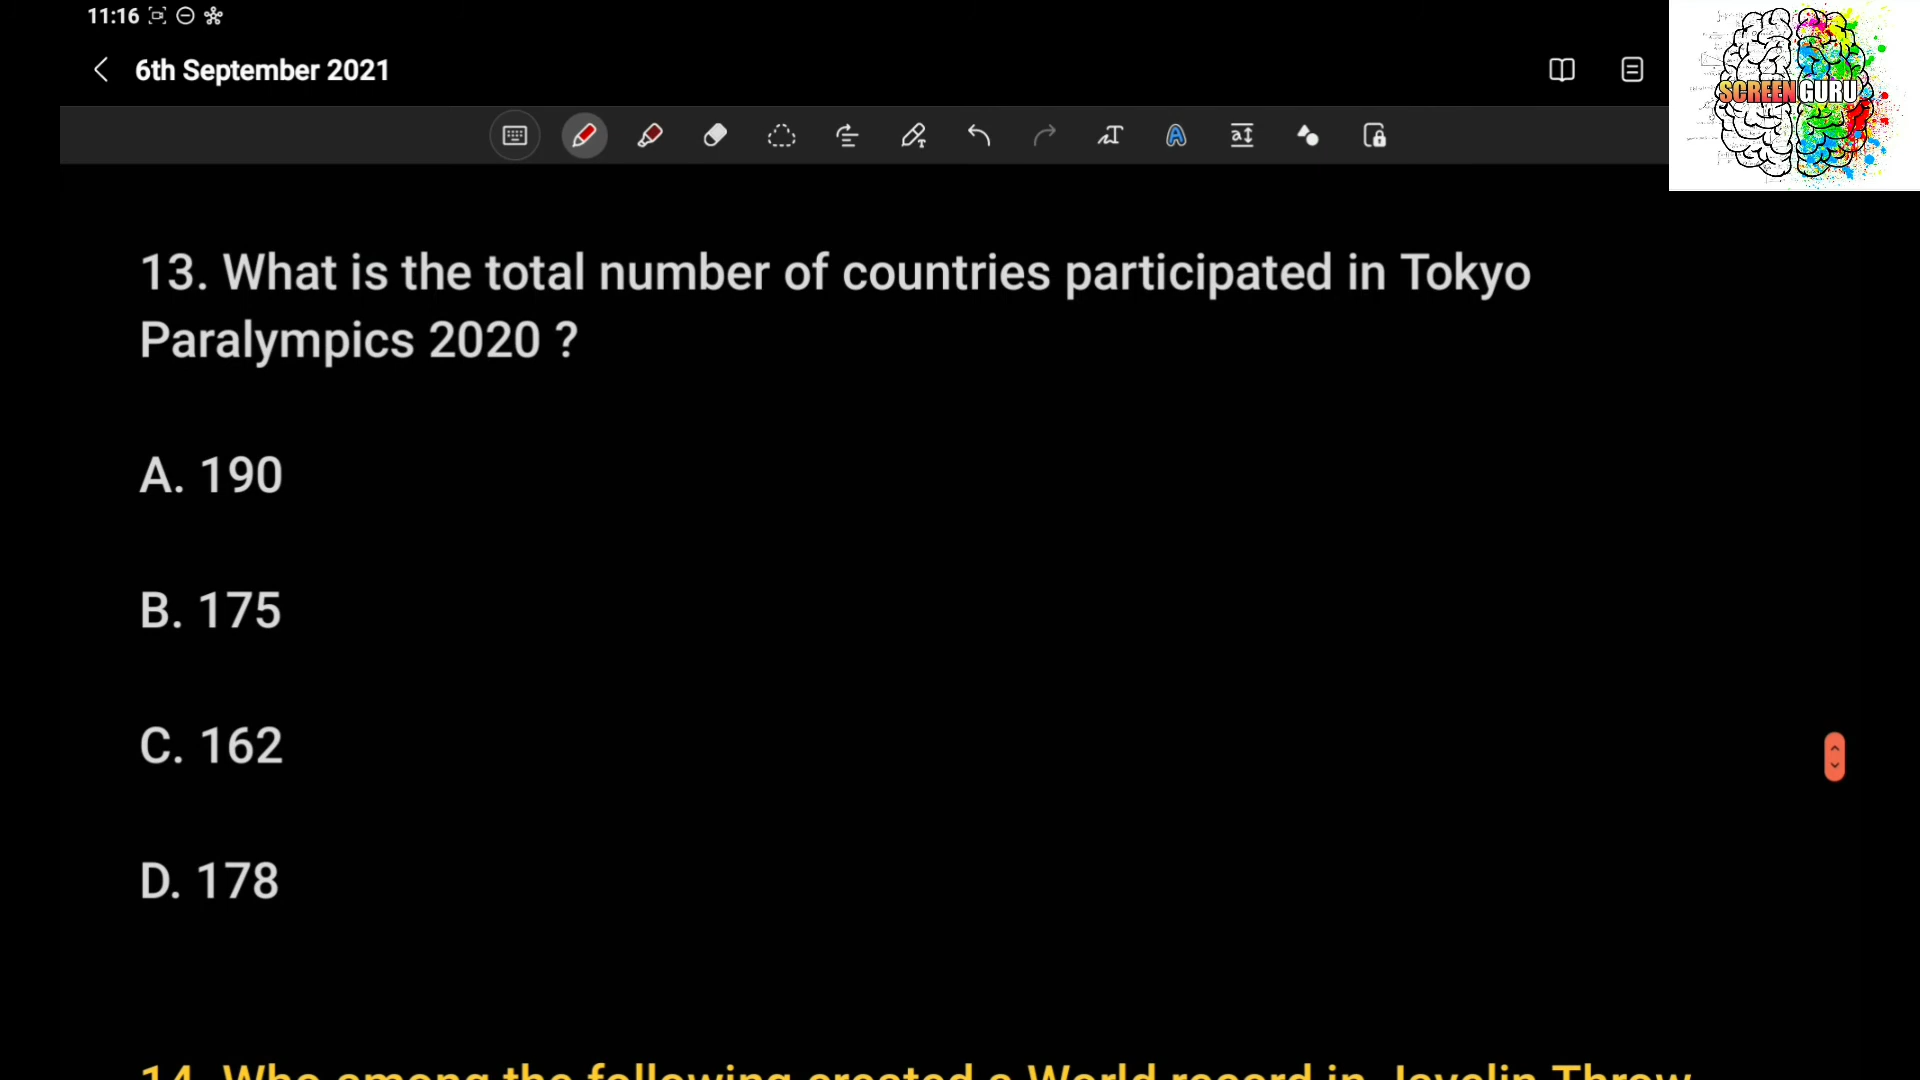 11:16
6th September 2021
SCREEN GURU
13. What is the total number of countries participated in Tokyo
Paralympics 2020 ?
A. 190
B. 175
C. 162
D. 178
14. Who among the following created a World record in Javelin Throw